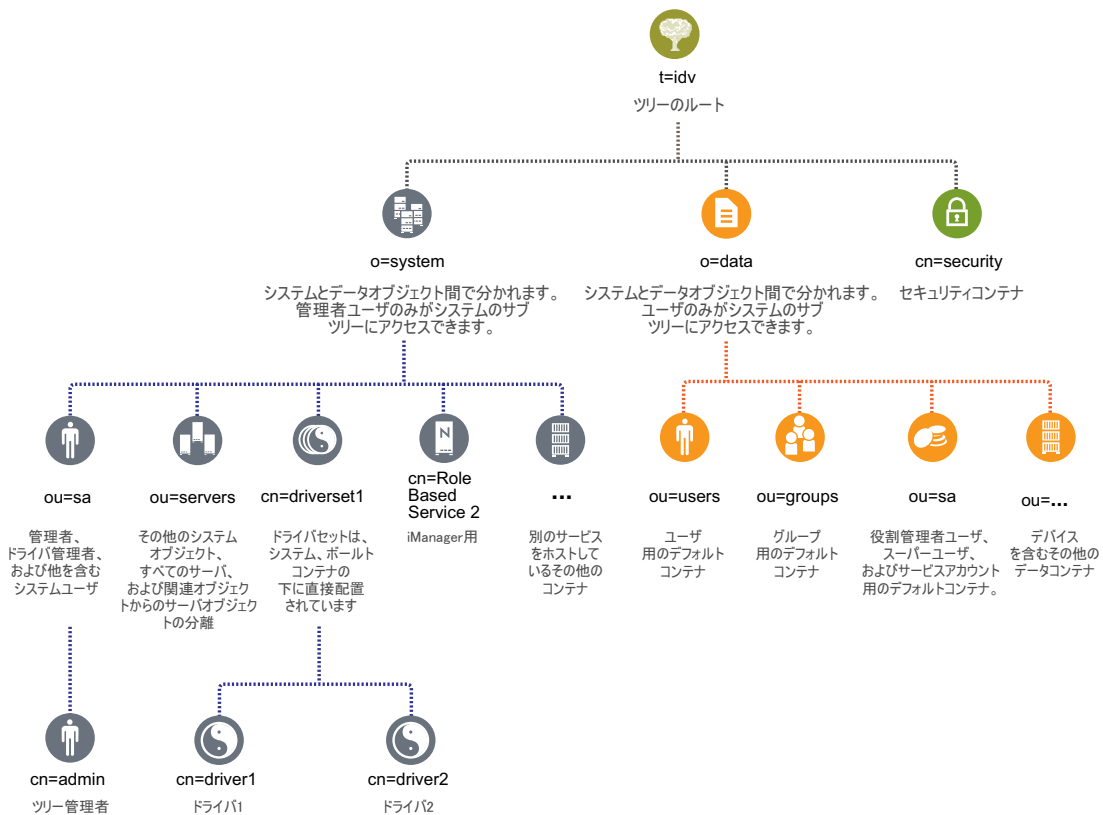 t=idv
ツリーのルート
o=system
システムとデータオブジェクト間で分かれます。
管理者ユーザのみがシステムのサブ
ツリーにアクセスできます。
o=data
システムとデータオブジェクト間で分かれます。
ユーザのみがシステムのサブ
ツリーにアクセスできます。
cn=security
セキュリティコンテナ
ou=sa
管理者、
ドライバ管理者、
および他を含む
システムユーザ
ou=servers
その他のシステム
オブジェクト、
すべてのサーバ、
および関連オブジェク
トからのサーバオブジェク
トの分離
cn=driverset1
ドライバセットは、
システム、ボールト
コンテナの
下に直接配置
されています
N
cn=Role
Based
Service 2
iManager用
...
別のサービス
をホストして
いるその他の
コンテナ
ou=users
ユーザ
用のデフォルト
コンテナ
ou=groups
グループ
用のデフォルト
コンテナ
ou=sa
役割管理者ユーザ、
スーパーユーザ、
およびサービスアカウント
用のデフォルトコンテナ。
ou=...
デバイス
を含むその他の
データコンテナ
cn=admin
ツリー管理者
cn=driver1
ドライバ1
cn=driver2
ドライバ2